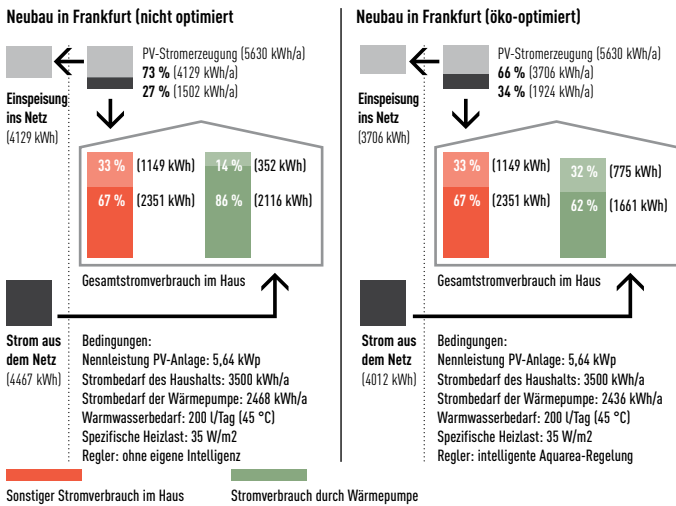 Neubau in Frankfurt (nicht optimiert
PV-Stromerzeugung (5630 kWh/a)
73 % (4129 kWh/a)
27 % (1502 kWh/a)
Einspeisung
ins Netz
(4129 kWh)
33 % (1149 kWh) 14 % (352 kWh)
67 % (2351 kWh) 86 % (2116 kWh)
Gesamtstromverbrauch im Haus
Strom aus
dem Netz
(4467 kWh)
Bedingungen:
Nennleistung PV-Anlage: 5,64 kWp
Strombedarf des Haushalts: 3500 kWh/a
Strombedarf der Wärmepumpe: 2468 kWh/a
Warmwasserbedarf: 200 l/Tag (45 °C)
Spezifische Heizlast: 35 W/m2
Regler: ohne eigene Intelligenz
Neubau in Frankfurt (öko-optimiert)
PV-Stromerzeugung (5630 kWh/a)
66 % (3706 kWh/a)
34 % (1924 kWh/a)
Einspeisung
ins Netz
(3706 kWh)
33 % (1149 kWh) 32 % (775 kWh)
67 % (2351 kWh) 62 % (1661 kWh)
Gesamtstromverbrauch im Haus
Strom aus
dem Netz
(4012 kWh)
Bedingungen:
Nennleistung PV-Anlage: 5,64 kWp
Strombedarf des Haushalts: 3500 kWh/a
Strombedarf der Wärmepumpe: 2436 kWh/a
Warmwasserbedarf: 200 l/Tag (45 °C)
Spezifische Heizlast: 35 W/m2
Regler: intelligente Aquarea-Regelung
Sonstiger Stromverbrauch im Haus
Stromverbrauch durch Wärmepumpe